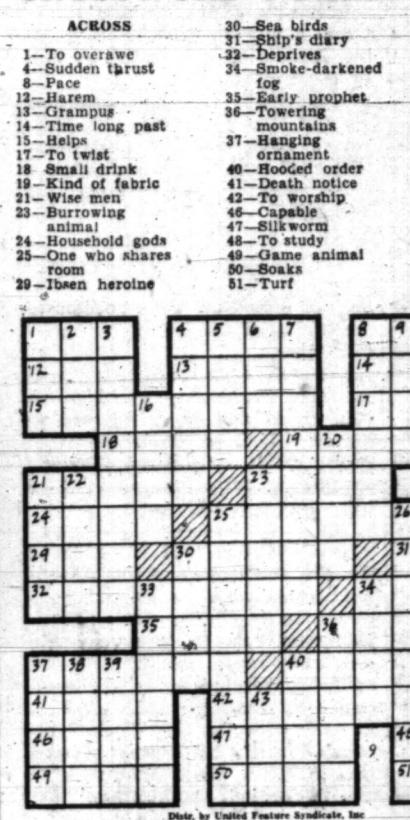 ACROSS
1—To overawe
4—Sudden thrust
8—Pace
12—Harem
13—Grampus
14—Time long past
15—Helps
17—To twist
18 Small drink
19—Kind of fabric
21—Wise men
23—Burrowing
animal
24—Household gods
25—One who shares
room
29—Ibsen heroine
30—Sea birds
31—Ship's diary
32—Deprives
34—Smoke-darkened
fog
35—Early prophet
36—Towering
mountains
37—Hanging
ornament
40—Hooded order
41—Death notice
42—To worship
46—Capable
47—Silkworm
48—To study
49—Game animal
50—Soaks
51—Turf
1 2 3 4 5 6 7 8 9
12 13 14
15 16 17
18 19 20
21 22 23
24 25 26
29 30 31
32 33 34
35 36
37 38 39 40
41 42 43
46 47 9 48
49 50 51
Distr. by United Feature Syndicate, Inc